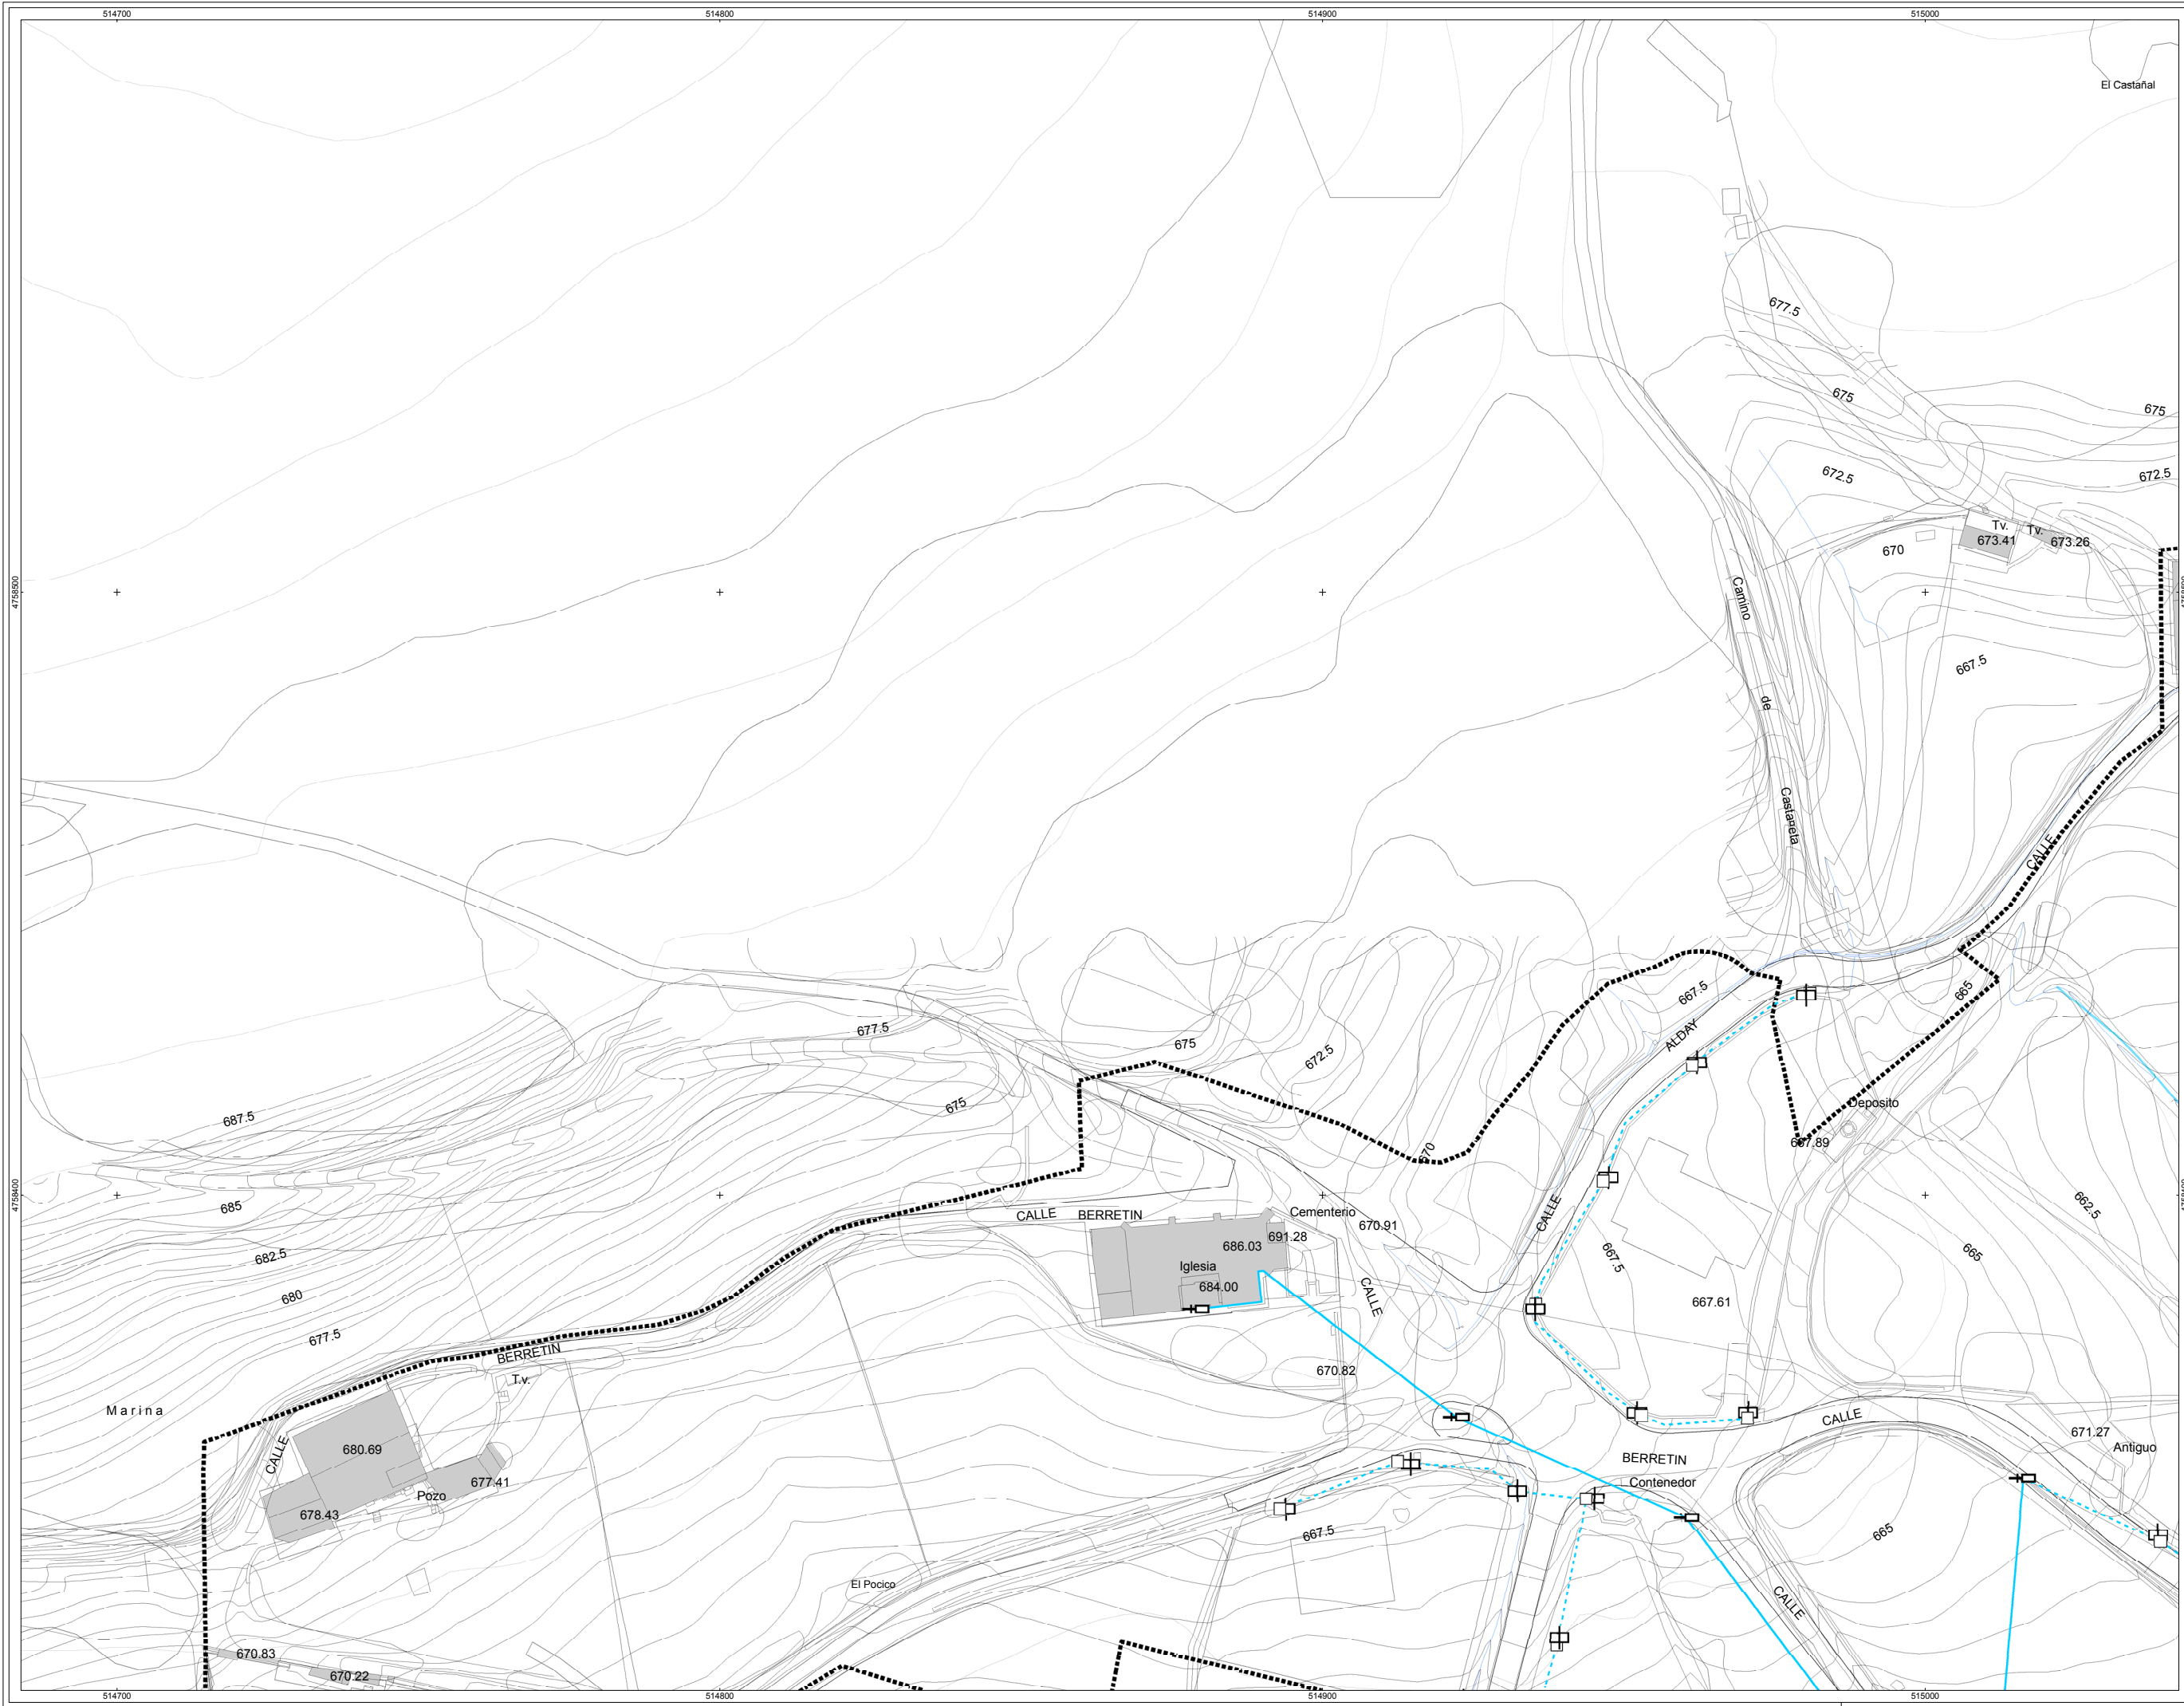 514700
514800
514900
515000
El Castañal
677.5
675
675
672.5
672.5
Tv.
Tv.
673.41
673.26
670
4758500
Camino
667.5
de
Castañeta
CALLE
667.5
665
677.5
ALDAY
675
672.5
675
Deposito
687.5
667.89
670
4758400
685
662.5
CALLE
Cementerio
CALLE BERRETIN
670.91
691.28
686.03
682.5
667.5
665
Iglesia
684.00
680
CALLE
667.61
677.5
BERRETIN
670.82
T.v.
Marina
CALLE
671.27
680.69
CALLE
Antiguo
BERRETIN
677.41
Contenedor
Pozo
678.43
667.5
665
El Pocico
CALLE
670.83
670.22
514700
514800
514900
515000